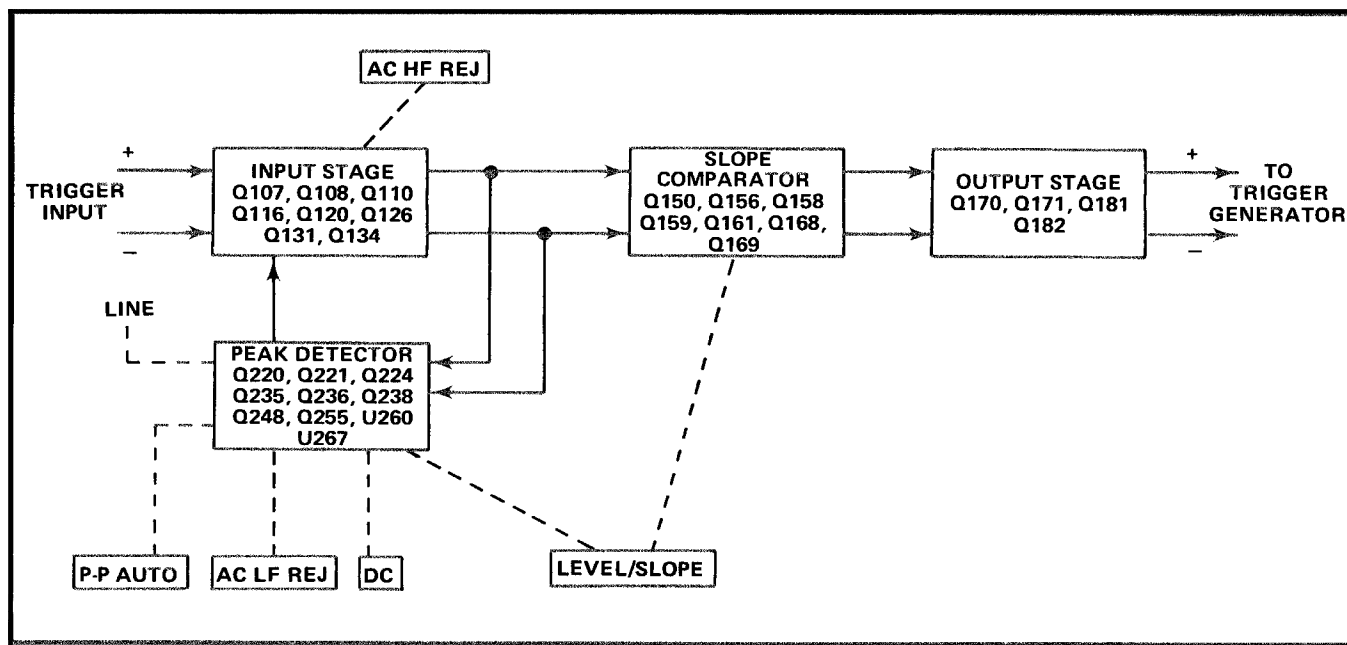 AC HF REJ
+
TRIGGER
INPUT
−
INPUT STAGE
Q107, Q108, Q110
Q116, Q120, Q126
Q131, Q134
SLOPE
COMPARATOR
Q150, Q156, Q158
Q159, Q161, Q168,
Q169
OUTPUT STAGE
Q170, Q171, Q181
Q182
+
TO
TRIGGER
GENERATOR
−
LINE
PEAK DETECTOR
Q220, Q221, Q224
Q235, Q236, Q238
Q248, Q255, U260
U267
P-P AUTO
AC LF REJ
DC
LEVEL/SLOPE